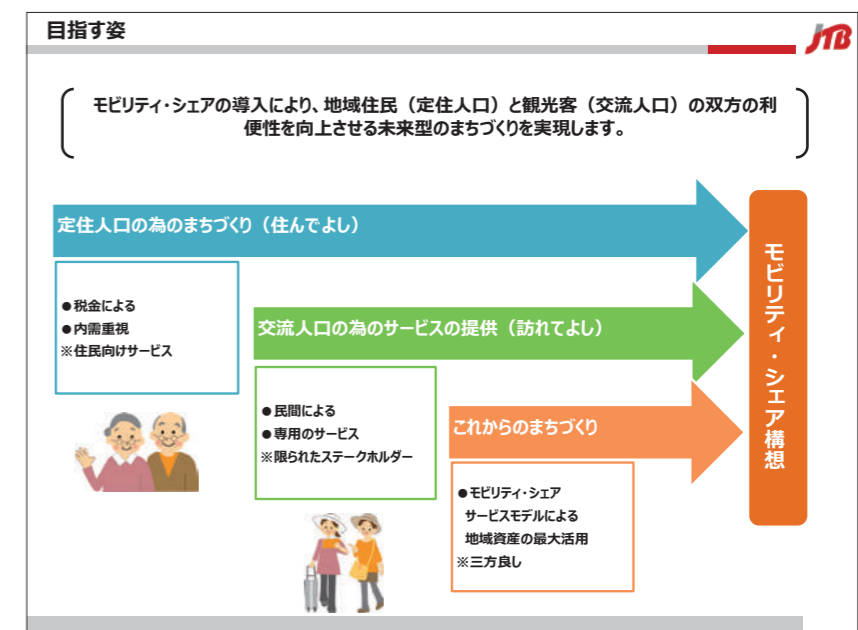 目指す姿
JTB
モビリティ・シェアの導入により、地域住民（定住人口）と観光客（交流人口）の双方の利
便性を向上させる未来型のまちづくりを実現します。
定住人口の為のまちづくり（住んでよし）
●税金による
●内需重視
※住民向けサービス
交流人口の為のサービスの提供（訪れてよし）
●民間による
●専用のサービス
※限られたステークホルダー
これからのまちづくり
●モビリティ・シェア
サービスモデルによる
地域資産の最大活用
※三方良し
モビリティ・シェア構想